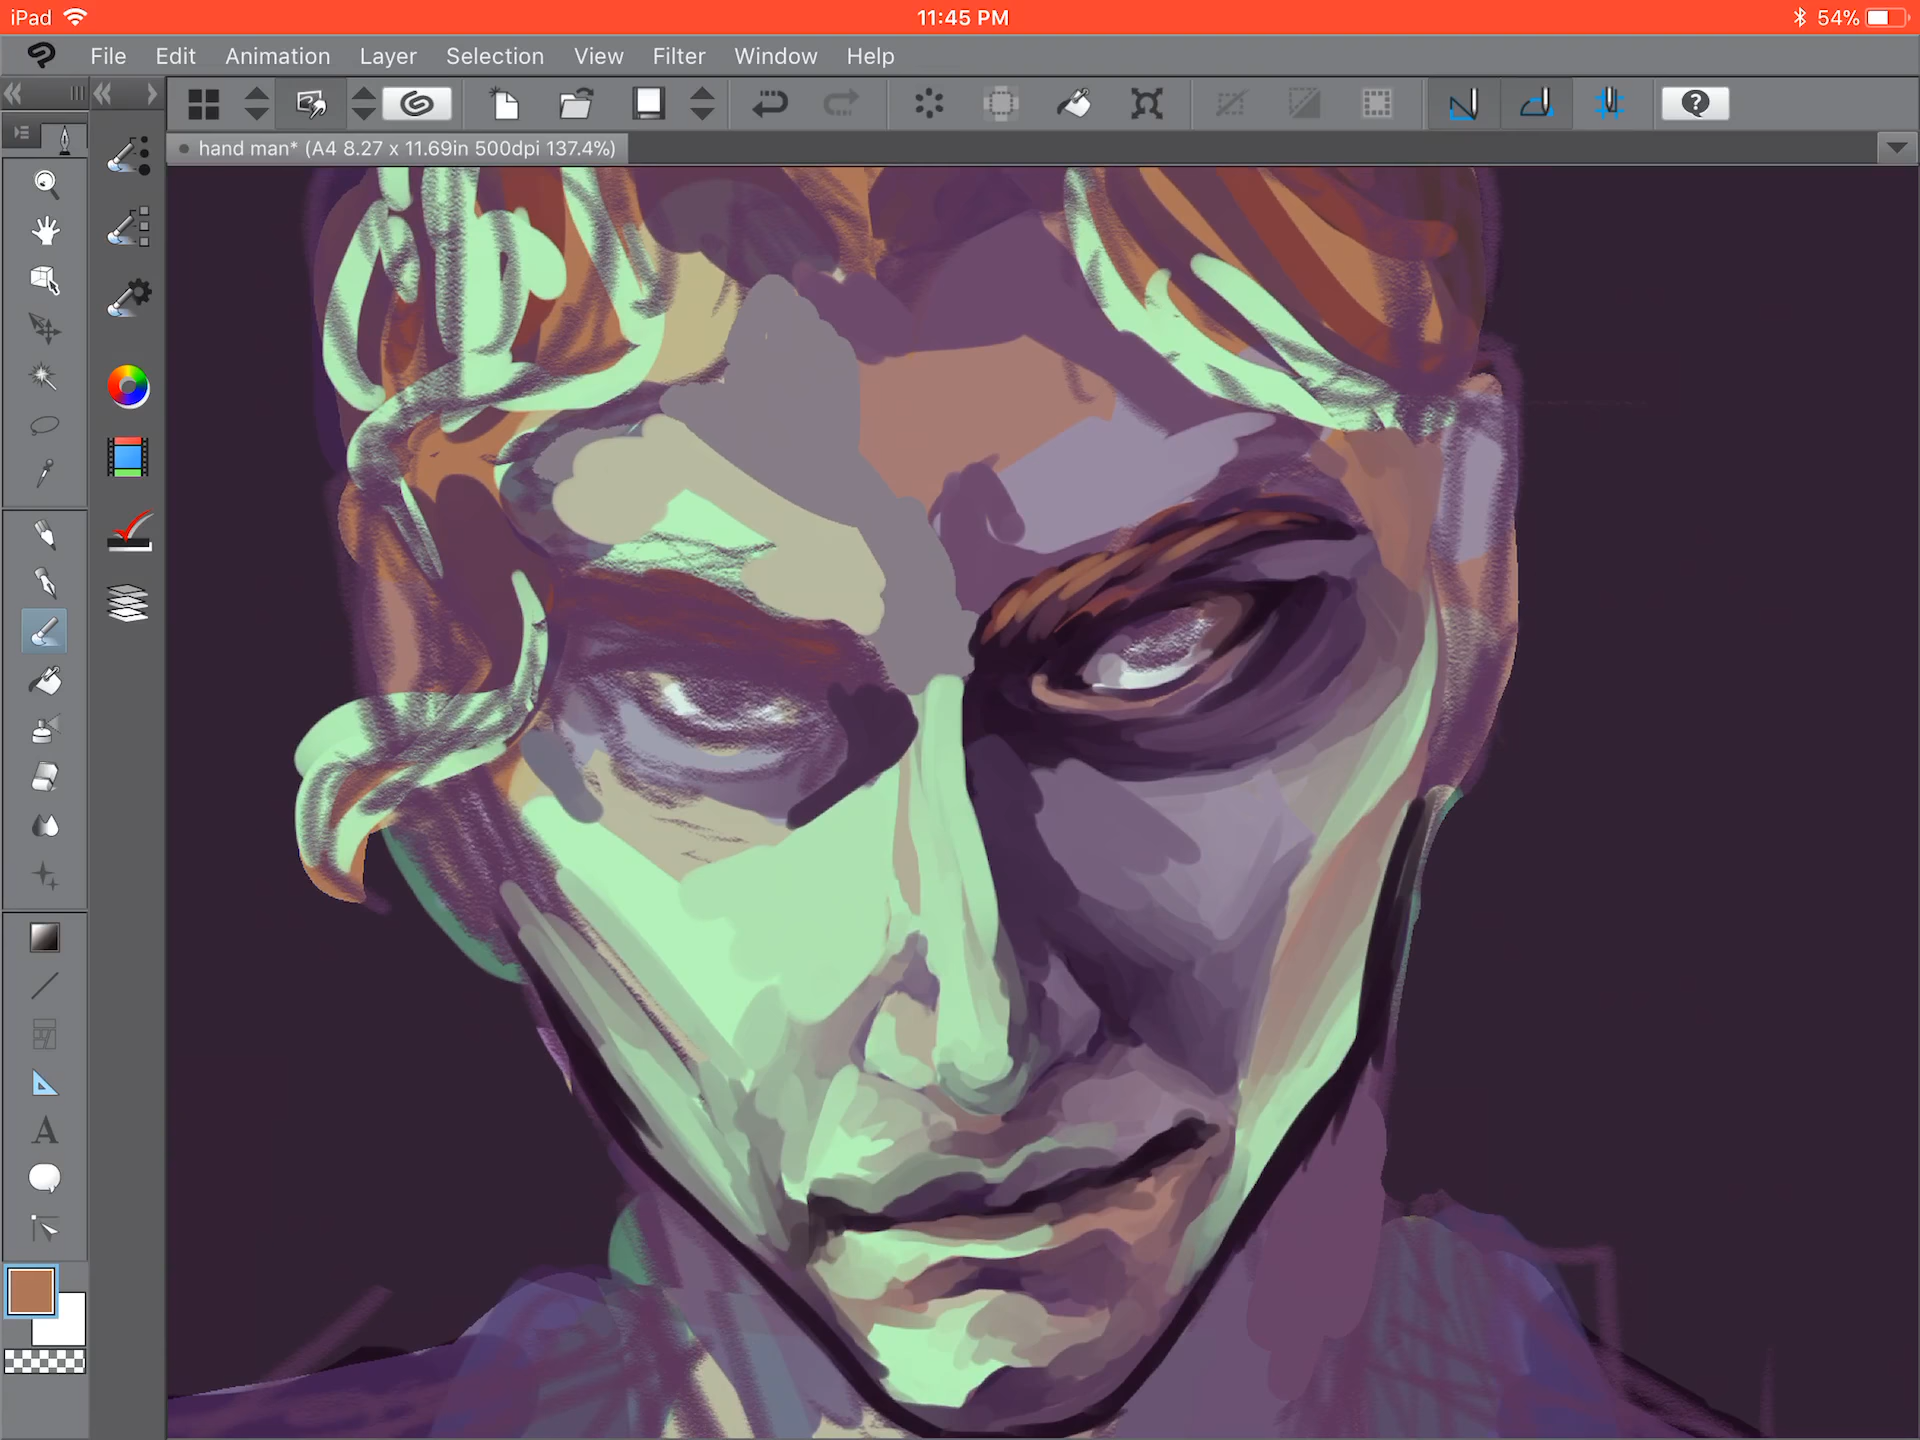 iPad 11:45 PM 54%
File Edit Animation Layer Selection View Filter Window Help
hand man* (A4 8.27 x 11.69in 500dpi 137.4%)
A